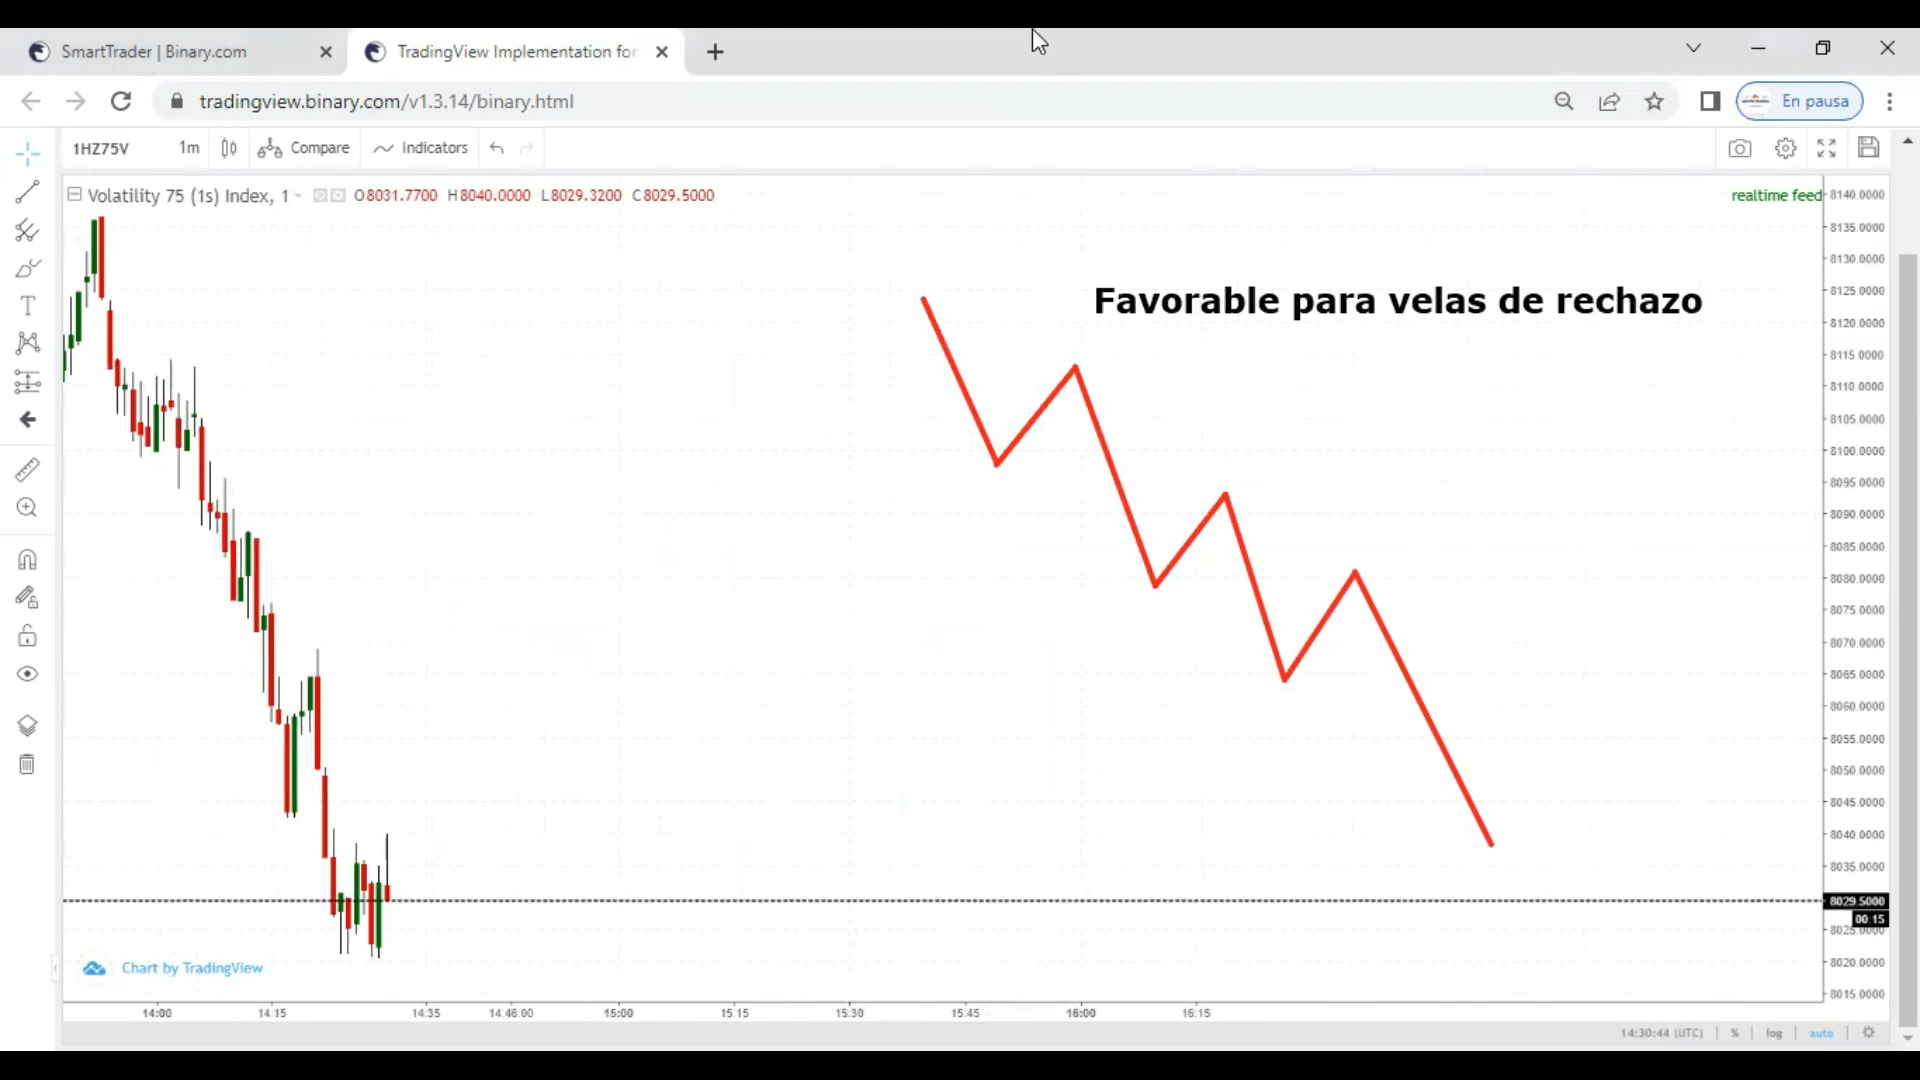 SmartTrader | Binary.com
TradingView Implementation for
tradingview.binary.com/v1.3.14/binary.html
En pausa
1HZ75V
1m
Compare
Indicators
Volatility 75 (1s) Index, 1
O8031.7700 H8040.0000 L8029.3200 C8029.5000
realtime feed
Favorable para velas de rechazo
8140.0000
8135.0000
8130.0000
8125.0000
8120.0000
8115.0000
8110.0000
8105.0000
8100.0000
8095.0000
8090.0000
8085.0000
8080.0000
8075.0000
8070.0000
8065.0000
8060.0000
8055.0000
8050.0000
8045.0000
8040.0000
8035.0000
8029.5000
00:15
8025.0000
8020.0000
8015.0000
Chart by TradingView
14:00 14:15 14:35 14:46:00 15:00 15:15 15:30 15:45 16:00 16:15
14:30:44 (UTC) % log auto